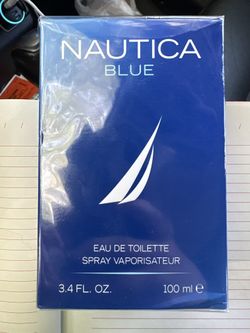 NAUTICA
BLUE
EAU DE TOILETTE
SPRAY VAPORISATEUR
3.4 FL. OZ. 100 ml ℮